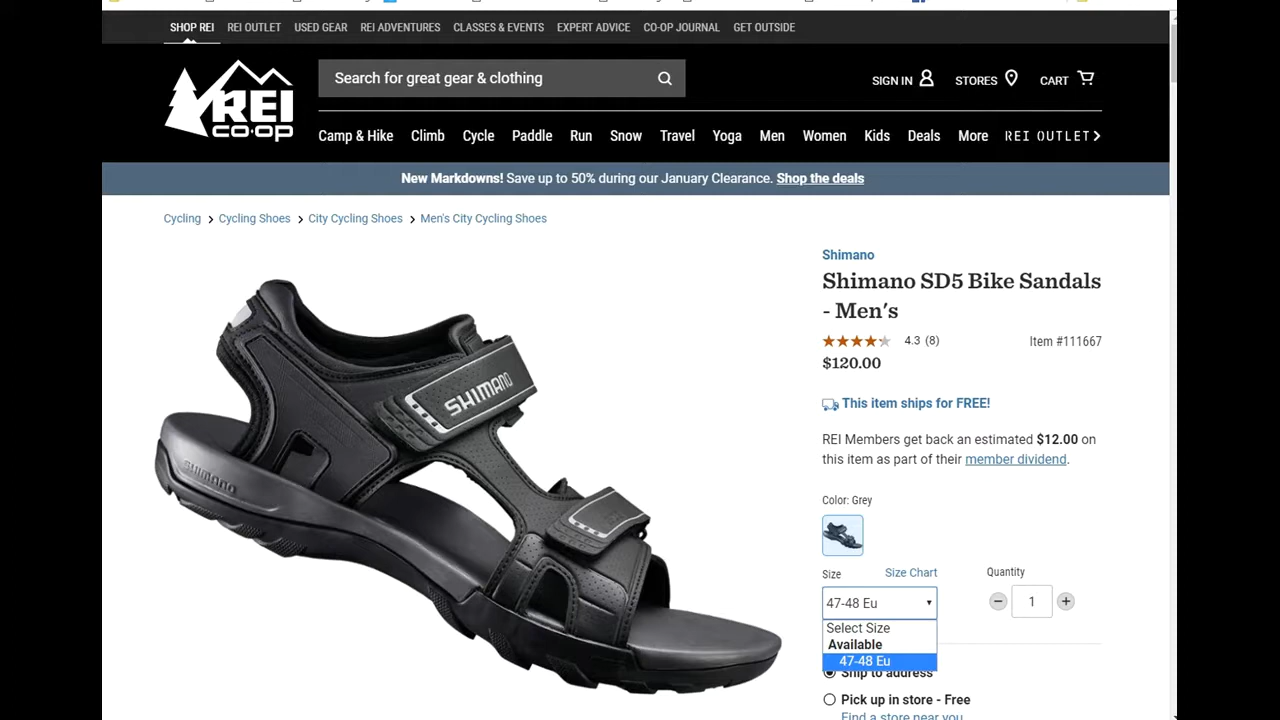 SHOP REI REI OUTLET USED GEAR REI ADVENTURES CLASSES & EVENTS EXPERT ADVICE CO-OP JOURNAL GET OUTSIDE
REI
CO·OP
Search for great gear & clothing
SIGN IN STORES CART
Camp & Hike Climb Cycle Paddle Run Snow Travel Yoga Men Women Kids Deals More REI OUTLET
New Markdowns! Save up to 50% during our January Clearance. Shop the deals
Cycling > Cycling Shoes > City Cycling Shoes > Men's City Cycling Shoes
SHIMANO
SHIMANO
Shimano
Shimano SD5 Bike Sandals
- Men's
4.3 (8) Item #111667
$120.00
This item ships for FREE!
REI Members get back an estimated $12.00 on
this item as part of their member dividend.
Color: Grey
Size Size Chart Quantity
47-48 Eu 1
Select Size
Available
47-48 Eu
Ship to address
Pick up in store - Free
Find a store near you